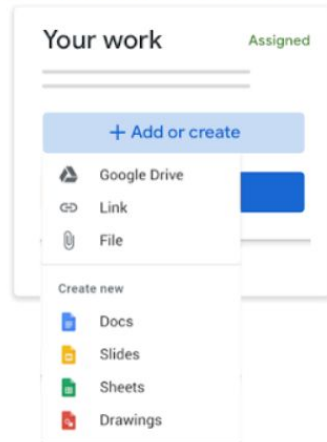 Your work Assigned
+ Add or create
Google Drive
Link
File
Create new
Docs
Slides
Sheets
Drawings